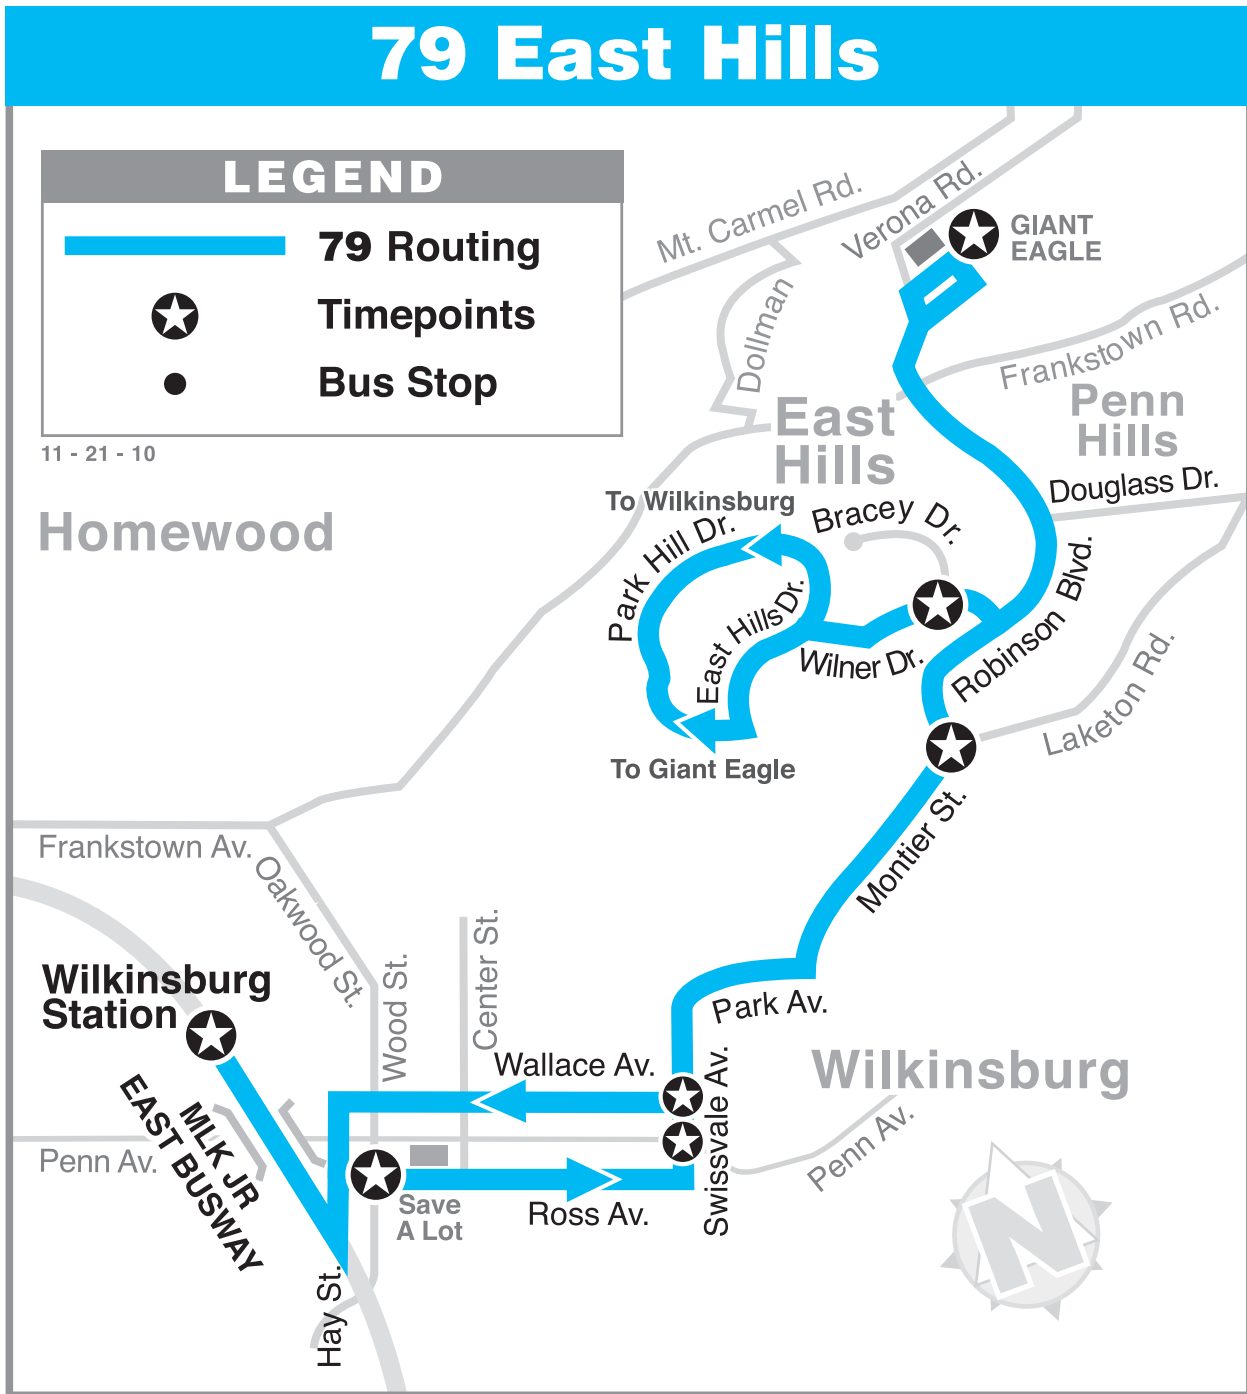 79 East Hills
LEGEND
79 Routing
Timepoints
Bus Stop
11 - 21 - 10
Mt. Carmel Rd.
Verona Rd.
GIANT
EAGLE
Dollman
Frankstown Rd.
East
Hills
Penn
Hills
Douglass Dr.
Homewood
To Wilkinsburg
Bracey Dr.
Park Hill Dr.
East Hills Dr.
Wilner Dr.
Robinson Blvd.
Laketon Rd.
To Giant Eagle
Montier St.
Frankstown Av.
Oakwood St.
Wood St.
Center St.
Wilkinsburg
Station
Park Av.
Wallace Av.
Swissvale Av.
Wilkinsburg
MLK JR
EAST BUSWAY
Penn Av.
Penn Av.
Save
A Lot
Ross Av.
Hay St.
N